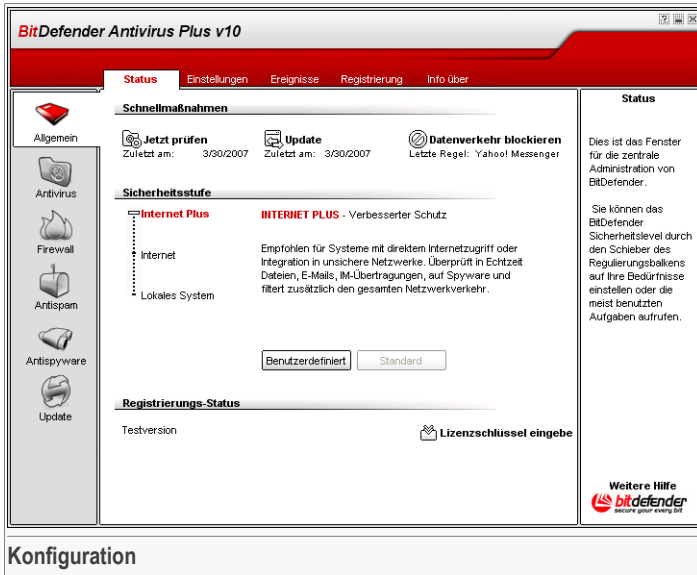 BitDefender Antivirus Plus v10
Status Einstellungen Ereignisse Registrierung Info über
Allgemein
Antivirus
Firewall
Antispam
Antispyware
Update
Schnellmaßnahmen
Jetzt prüfen
Zuletzt am: 3/30/2007
Update
Zuletzt am: 3/30/2007
Datenverkehr blockieren
Letzte Regel: Yahoo! Messenger
Sicherheitsstufe
Internet Plus
Internet
Lokales System
INTERNET PLUS - Verbesserter Schutz
Empfohlen für Systeme mit direktem Internetzugriff oder
Integration in unsichere Netzwerke. Überprüft in Echtzeit
Dateien, E-Mails, IM-Übertragungen, auf Spyware und
filtert zusätzlich den gesamten Netzwerkverkehr.
Benutzerdefiniert Standard
Registrierungs-Status
Testversion
Lizenzschlüssel eingebe
Status
Dies ist das Fenster
für die zentrale
Administration von
BitDefender.
Sie können das
BitDefender
Sicherheitslevel durch
den Schieber des
Regulierungsbalkens
auf Ihre Bedürfnisse
einstellen oder die
meist benutzten
Aufgaben aufrufen.
Weitere Hilfe
bitdefender
secure your every bit
Konfiguration